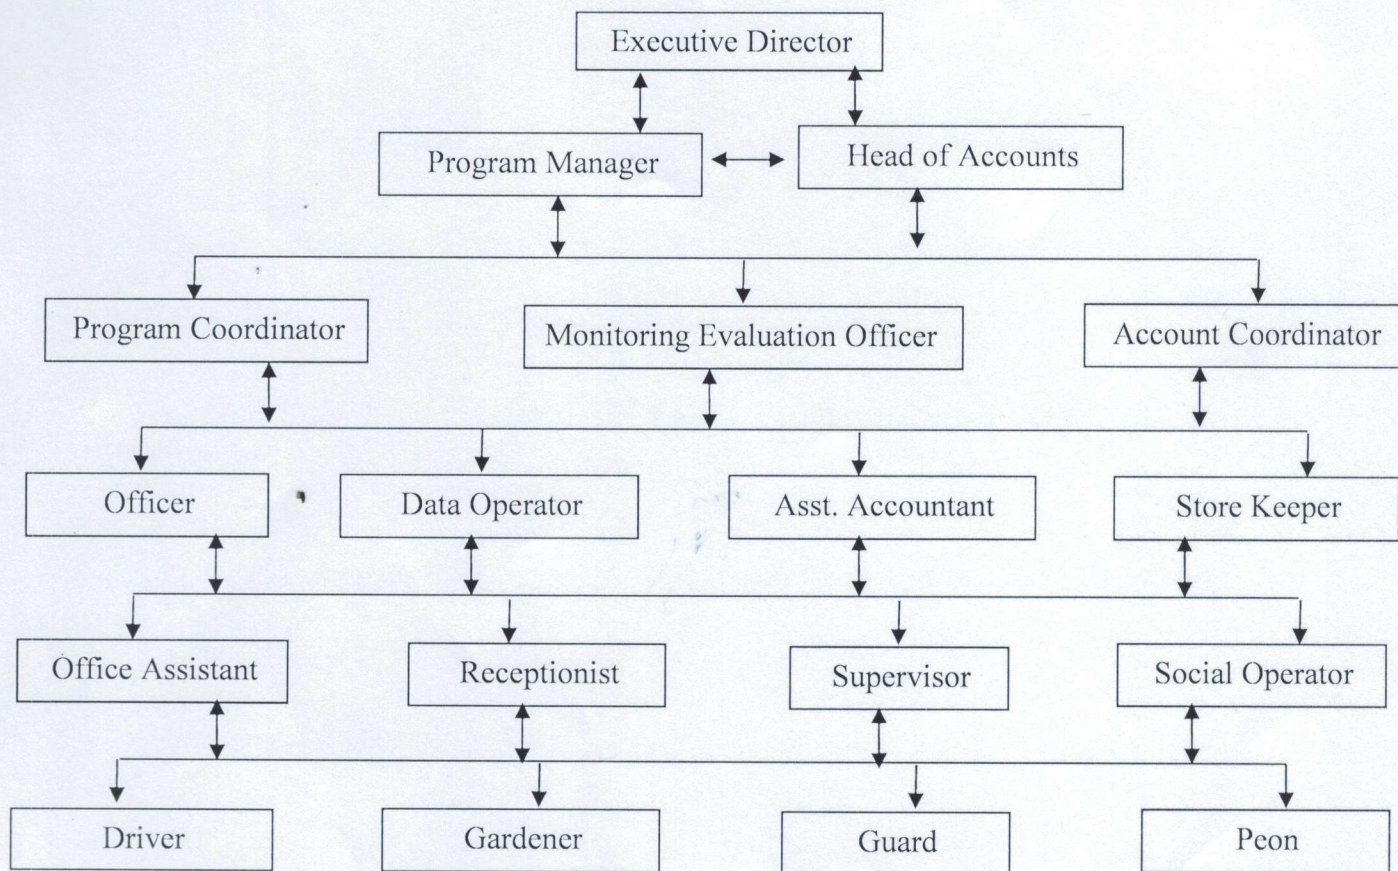 Executive Director
Program Manager
Head of Accounts
Program Coordinator
Monitoring Evaluation Officer
Account Coordinator
Officer
Data Operator
Asst. Accountant
Store Keeper
Office Assistant
Receptionist
Supervisor
Social Operator
Driver
Gardener
Guard
Peon